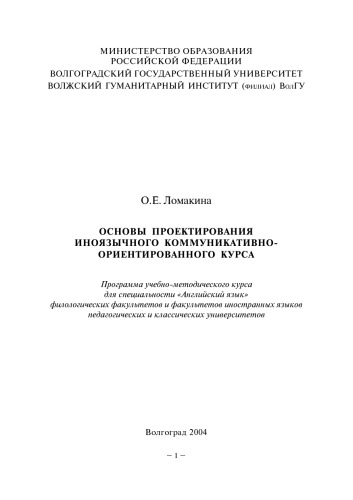 МИНИСТЕРСТВО ОБРАЗОВАНИЯ
РОССИЙСКОЙ ФЕДЕРАЦИИ
ВОЛГОГРАДСКИЙ ГОСУДАРСТВЕННЫЙ УНИВЕРСИТЕТ
ВОЛЖСКИЙ ГУМАНИТАРНЫЙ ИНСТИТУТ (ФИЛИАЛ) ВОЛГУ
О.Е. Ломакина
ОСНОВЫ ПРОЕКТИРОВАНИЯ
ИНОЯЗЫЧНОГО КОММУНИКАТИВНО-
ОРИЕНТИРОВАННОГО КУРСА
Программа учебно-методического курса
для специальности «Английский язык»
филологических факультетов и факультетов иностранных языков
педагогических и классических университетов
Волгоград 2004
– 1 –